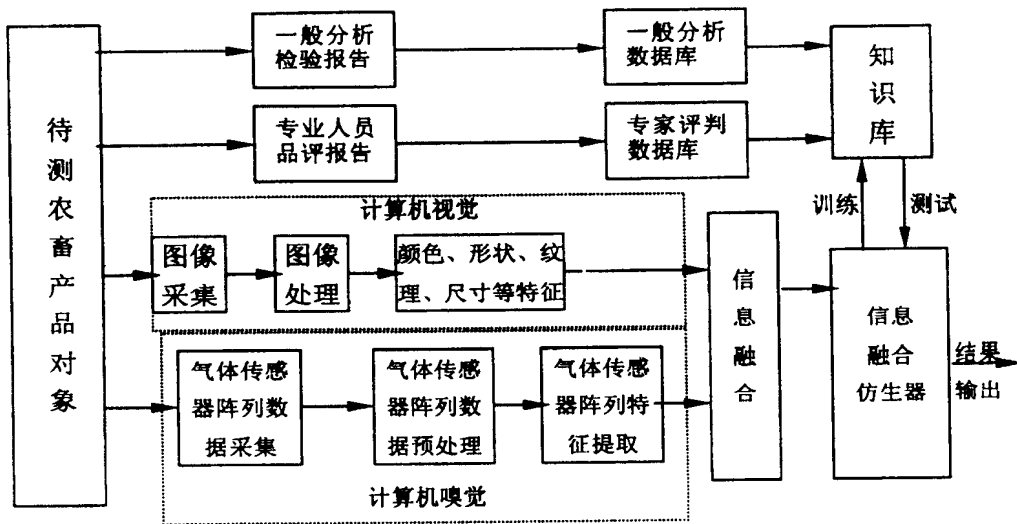 待测农畜产品对象
一般分析
检验报告
一般分析
数据库
知识库
专业人员
品评报告
专家评判
数据库
训练
测试
计算机视觉
图像
采集
图像
处理
颜色、形状、纹
理、尺寸等特征
信息融合
信息
融合
仿生器
结果
输出
气体传感
器阵列数
据采集
气体传感
器阵列数
据预处理
气体传感
器阵列特
征提取
计算机嗅觉